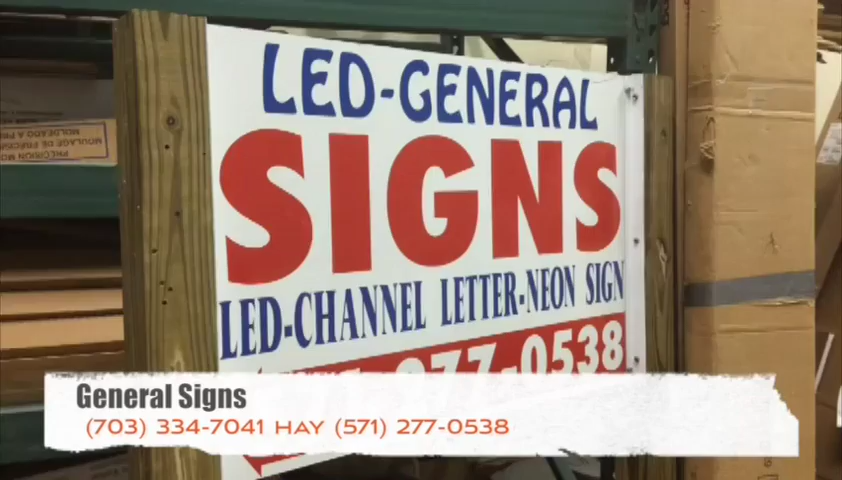 LED-GENERAL
SIGNS
LED-CHANNEL LETTER-NEON SIGN
277-0538
General Signs
(703) 334-7041 HAY (571) 277-0538